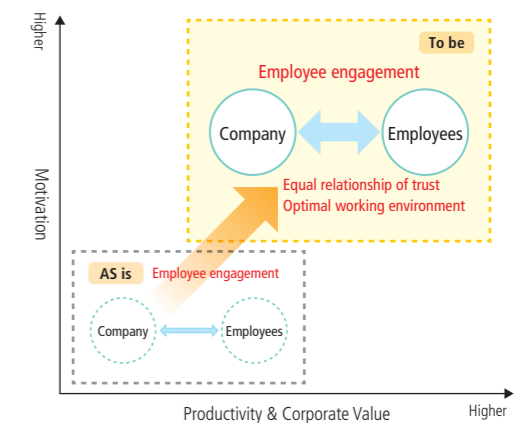 Higher
Motivation
To be
Employee engagement
Company
Employees
Equal relationship of trust
Optimal working environment
AS is
Employee engagement
Company
Employees
Productivity & Corporate Value
Higher